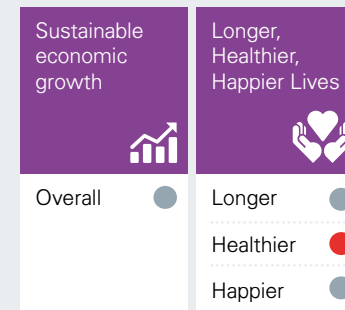 Sustainable
economic
growth
Overall
Longer,
Healthier,
Happier Lives
Longer
Healthier
Happier